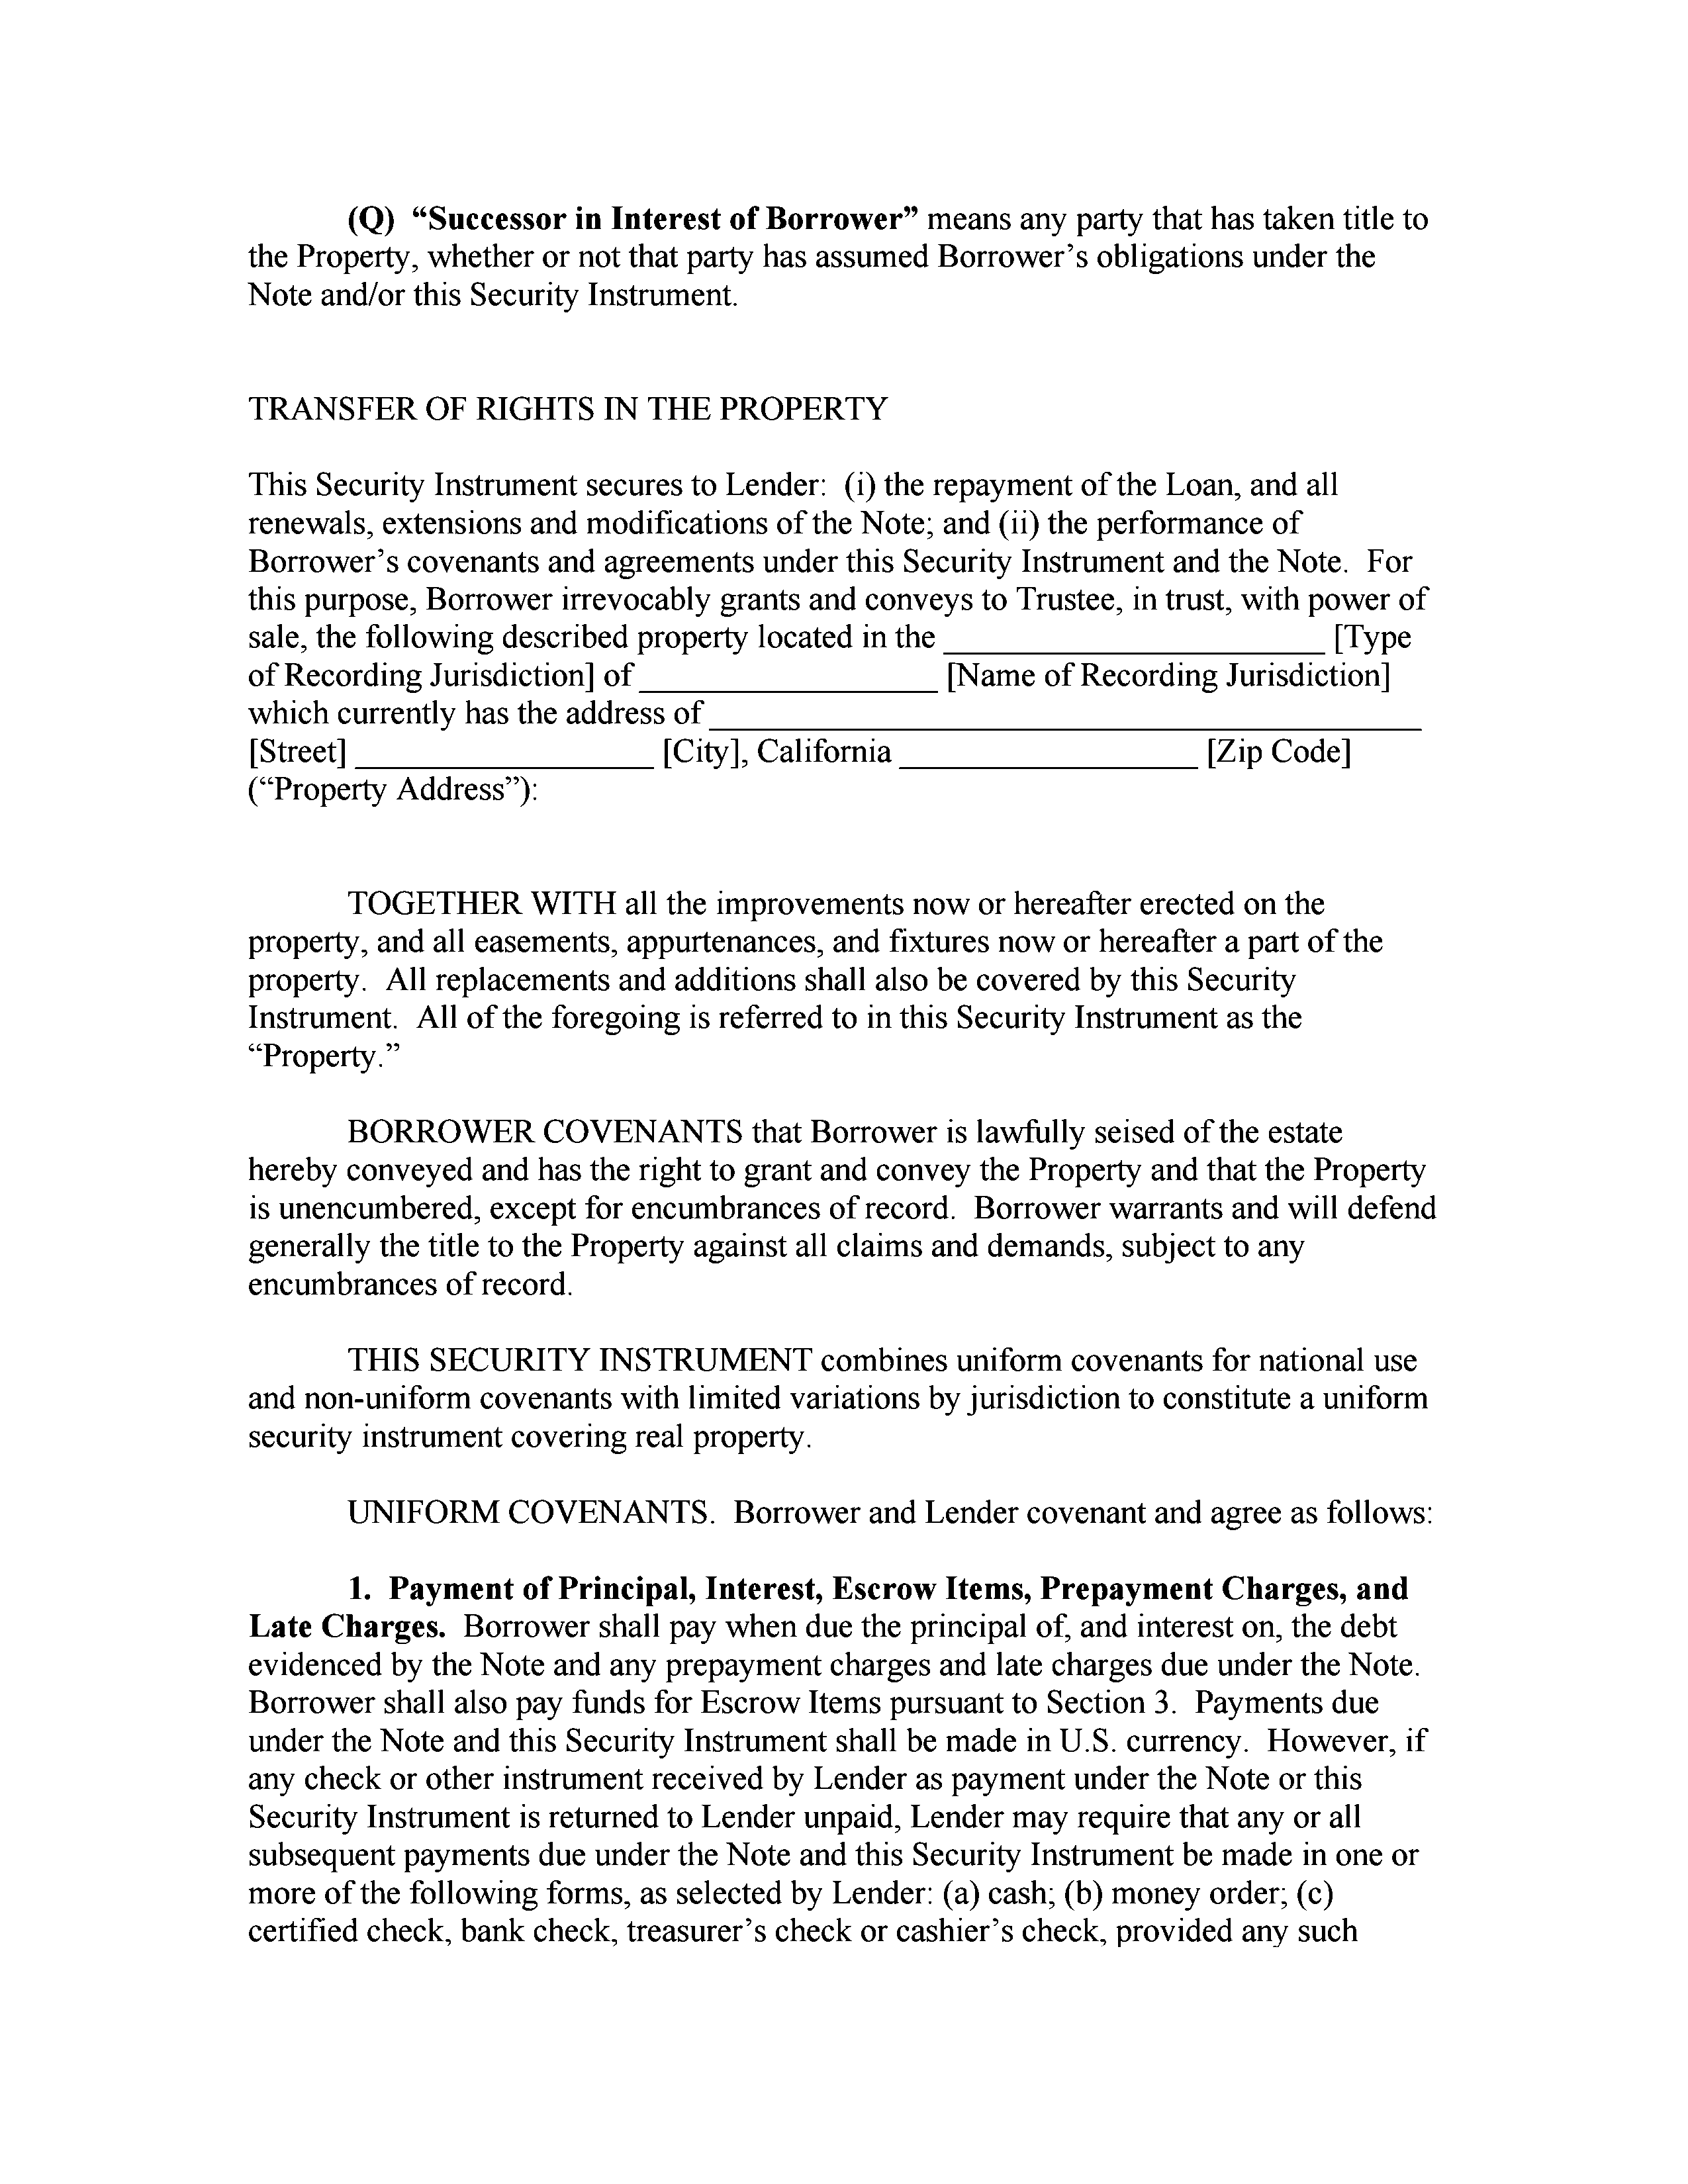 (Q)  “Successor in Interest of Borrower” means any party that has taken title to
the Property, whether or not that party has assumed Borrower’s obligations under the
Note and/or this Security Instrument.
TRANSFER OF RIGHTS IN THE PROPERTY
This Security Instrument secures to Lender:  (i) the repayment of the Loan, and all
renewals, extensions and modifications of the Note; and (ii) the performance of
Borrower’s covenants and agreements under this Security Instrument and the Note.  For
this purpose, Borrower irrevocably grants and conveys to Trustee, in trust, with power of
sale, the following described property located in the _______________________ [Type
of Recording Jurisdiction] of __________________ [Name of Recording Jurisdiction]
which currently has the address of ___________________________________________
[Street] __________________ [City], California __________________ [Zip Code]
(“Property Address”):
TOGETHER WITH all the improvements now or hereafter erected on the
property, and all easements, appurtenances, and fixtures now or hereafter a part of the
property.  All replacements and additions shall also be covered by this Security
Instrument.  All of the foregoing is referred to in this Security Instrument as the
“Property.”
BORROWER COVENANTS that Borrower is lawfully seised of the estate
hereby conveyed and has the right to grant and convey the Property and that the Property
is unencumbered, except for encumbrances of record.  Borrower warrants and will defend
generally the title to the Property against all claims and demands, subject to any
encumbrances of record.
THIS SECURITY INSTRUMENT combines uniform covenants for national use
and non-uniform covenants with limited variations by jurisdiction to constitute a uniform
security instrument covering real property.
UNIFORM COVENANTS.  Borrower and Lender covenant and agree as follows:
1.  Payment of Principal, Interest, Escrow Items, Prepayment Charges, and
Late Charges.  Borrower shall pay when due the principal of, and interest on, the debt
evidenced by the Note and any prepayment charges and late charges due under the Note.
Borrower shall also pay funds for Escrow Items pursuant to Section 3.  Payments due
under the Note and this Security Instrument shall be made in U.S. currency.  However, if
any check or other instrument received by Lender as payment under the Note or this
Security Instrument is returned to Lender unpaid, Lender may require that any or all
subsequent payments due under the Note and this Security Instrument be made in one or
more of the following forms, as selected by Lender: (a) cash; (b) money order; (c)
certified check, bank check, treasurer’s check or cashier’s check, provided any such